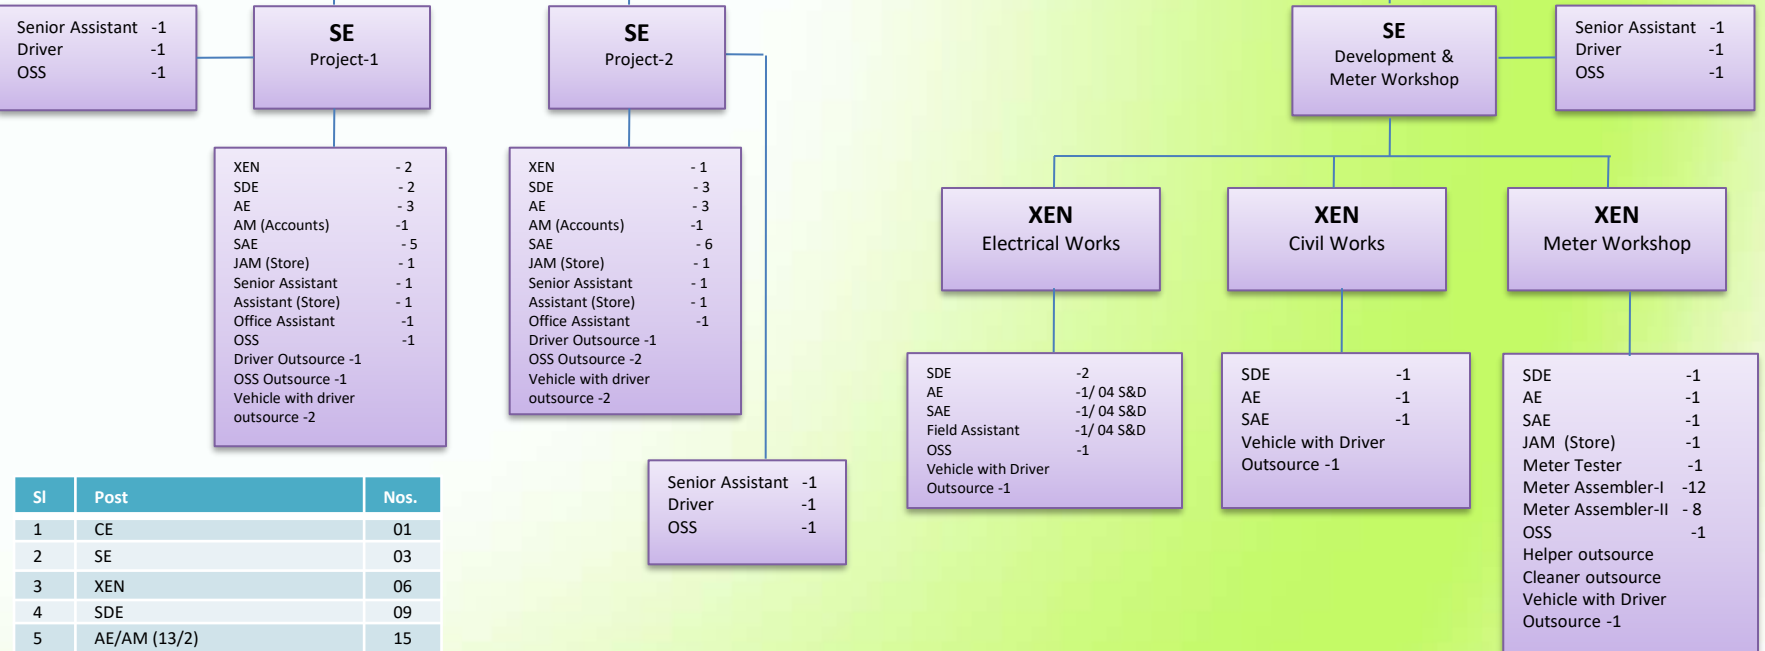 Senior Assistant -1
Driver -1
OSS -1
SE
Project-1
SE
Project-2
SE
Development &
Meter Workshop
Senior Assistant -1
Driver -1
OSS -1
XEN - 2
SDE - 2
AE - 3
AM (Accounts) -1
SAE - 5
JAM (Store) - 1
Senior Assistant - 1
Assistant (Store) - 1
Office Assistant -1
OSS -1
Driver Outsource -1
OSS Outsource -1
Vehicle with driver
outsource -2
XEN - 1
SDE - 3
AE - 3
AM (Accounts) -1
SAE - 6
JAM (Store) - 1
Senior Assistant - 1
Assistant (Store) - 1
Office Assistant -1
Driver Outsource -1
OSS Outsource -2
Vehicle with driver
outsource -2
Senior Assistant -1
Driver -1
OSS -1
XEN
Electrical Works
XEN
Civil Works
XEN
Meter Workshop
SDE -2
AE -1/ 04 S&D
SAE -1/ 04 S&D
Field Assistant -1/ 04 S&D
OSS -1
Vehicle with Driver
Outsource -1
SDE -1
AE -1
SAE -1
Vehicle with Driver
Outsource -1
SDE -1
AE -1
SAE -1
JAM (Store) -1
Meter Tester -1
Meter Assembler-I -12
Meter Assembler-II - 8
OSS -1
Helper outsource
Cleaner outsource
Vehicle with Driver
Outsource -1
Sl Post Nos.
1 CE 01
2 SE 03
3 XEN 06
4 SDE 09
5 AE/AM (13/2) 15